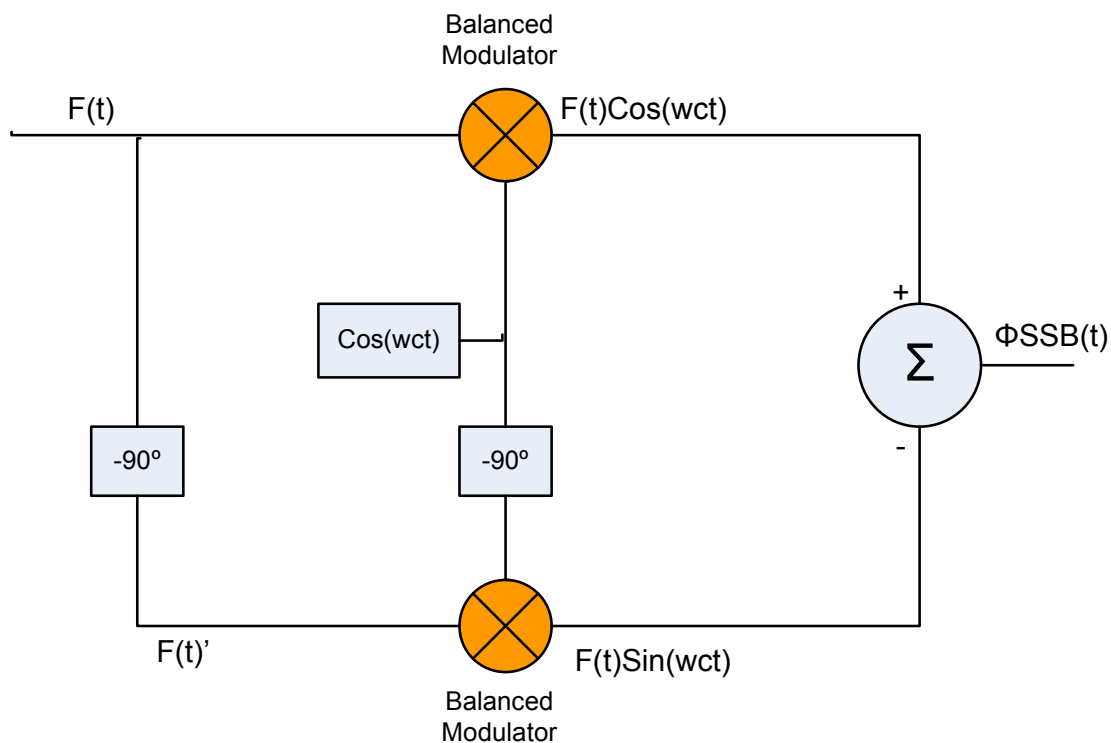 Balanced
Modulator
F(t)
F(t)Cos(wct)
Cos(wct)
+
Σ
ΦSSB(t)
-90º
-90º
-
F(t)’
F(t)Sin(wct)
Balanced
Modulator